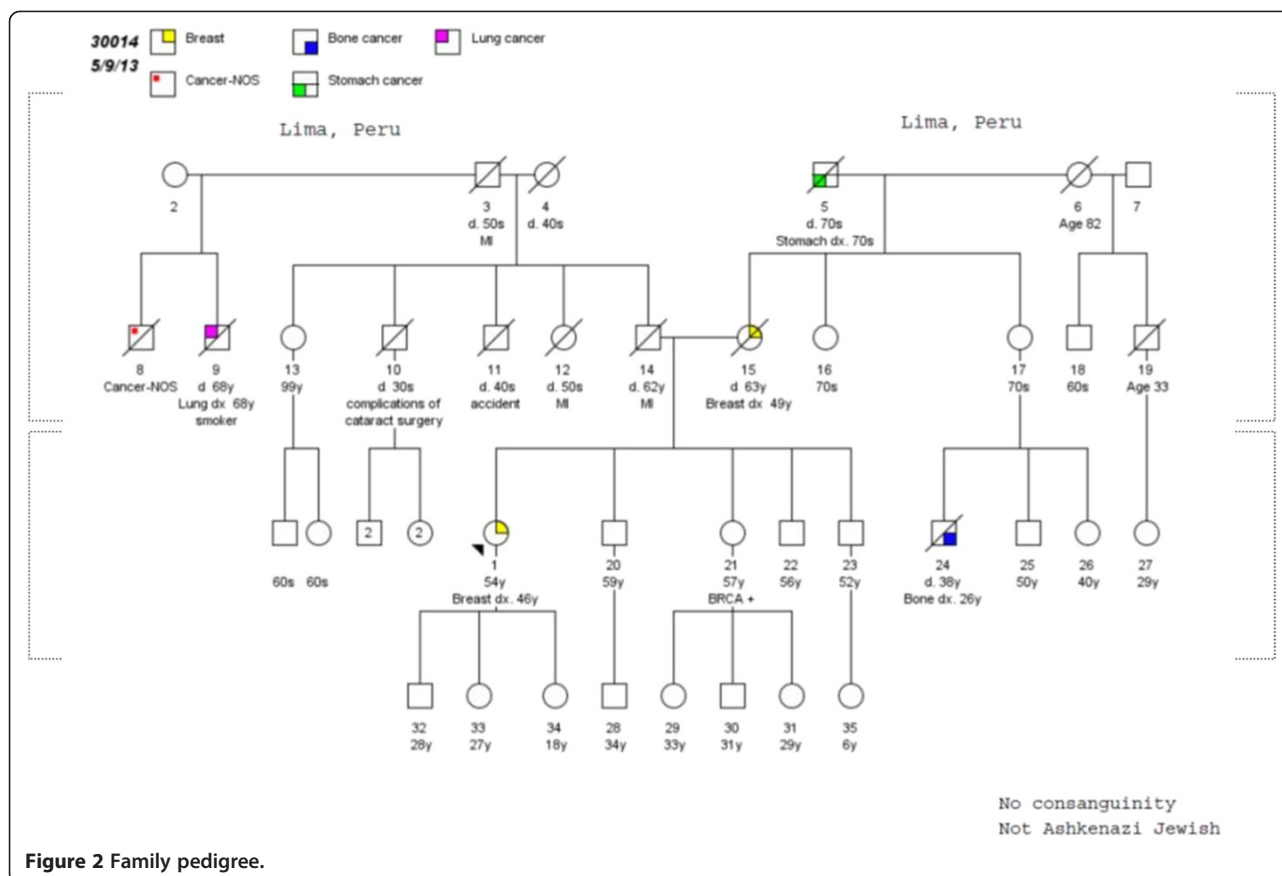 30014
5/9/13
Breast
Bone cancer
Lung cancer
Cancer-NOS
Stomach cancer
Lima, Peru
Lima, Peru
2
3
d. 50s
MI
4
d. 40s
5
d. 70s
Stomach dx. 70s
6
Age 82
7
8
Cancer-NOS
9
d 68y
Lung dx 68y
smoker
13
99y
10
d. 30s
complications of
cataract surgery
11
d. 40s
accident
12
d. 50s
MI
14
d. 62y
MI
15
d 63y
Breast dx 49y
16
70s
17
70s
18
60s
19
Age 33
60s
60s
2
2
1
54y
Breast dx. 46y
20
59y
21
57y
BRCA +
22
56y
23
52y
24
d. 38y
Bone dx. 26y
25
50y
26
40y
27
29y
32
28y
33
27y
34
18y
28
34y
29
33y
30
31y
31
29y
35
6y
No consanguinity
Not Ashkenazi Jewish
Figure 2 Family pedigree.